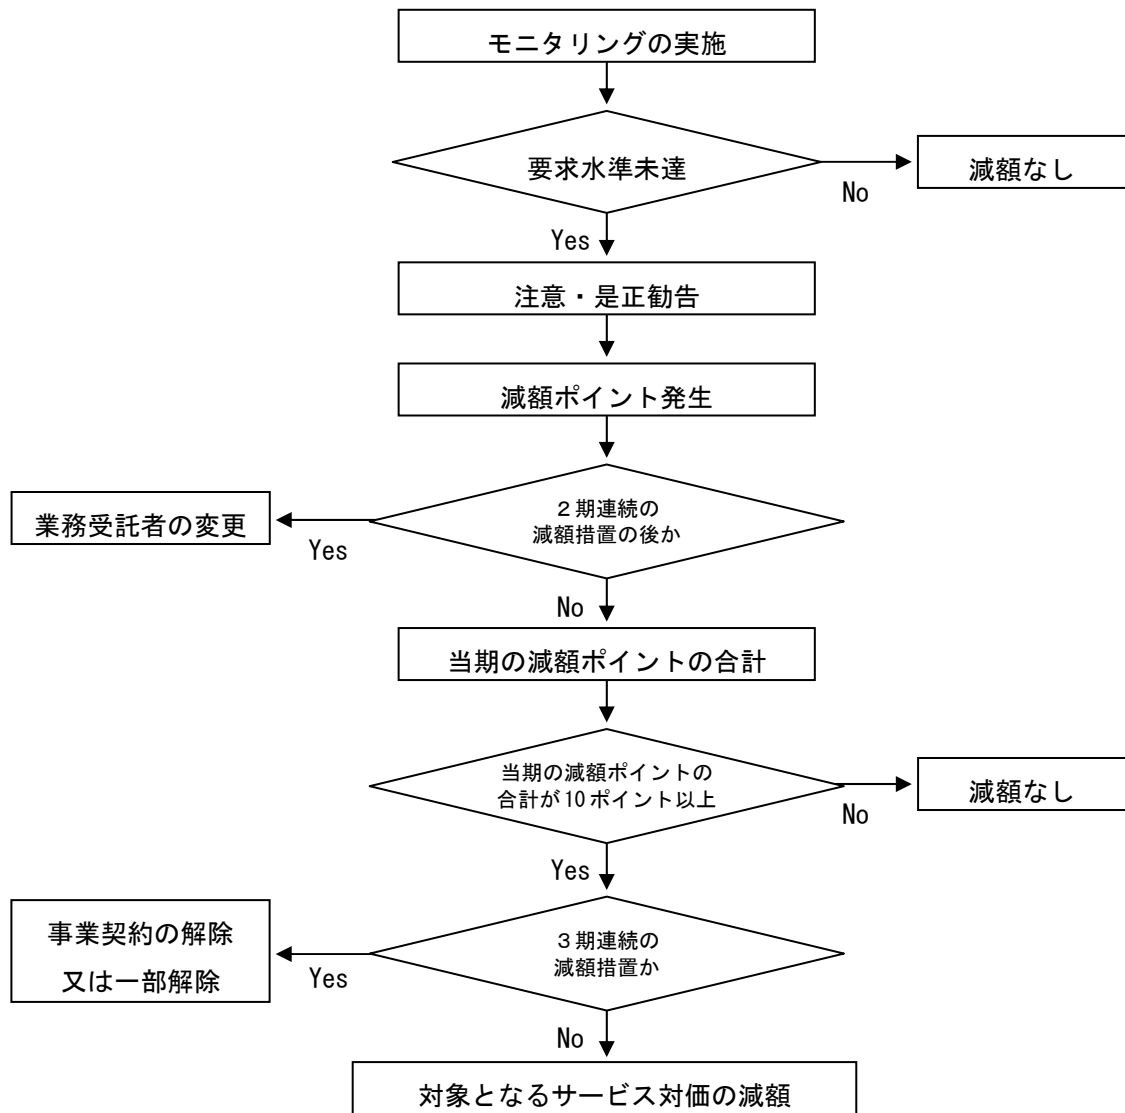 モニタリングの実施
要求水準未達
減額なし
No
Yes
注意・是正勧告
減額ポイント発生
２期連続の
減額措置の後か
業務受託者の変更
Yes
No
当期の減額ポイントの合計
当期の減額ポイントの
合計が10ポイント以上
減額なし
No
Yes
３期連続の
減額措置か
事業契約の解除
又は一部解除
Yes
No
対象となるサービス対価の減額